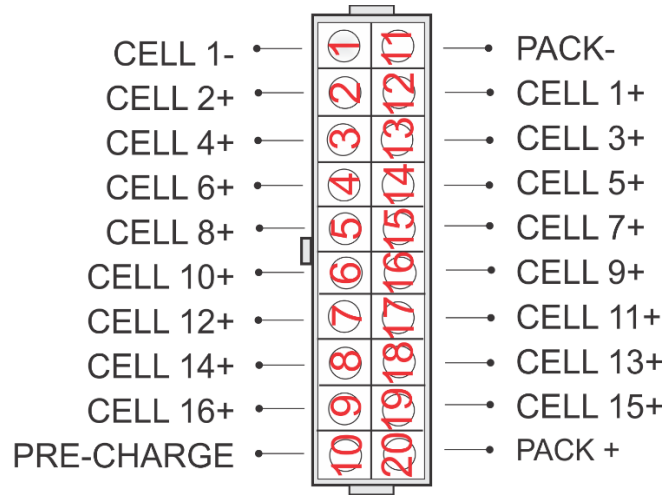 CELL 1- 1 11 PACK-
CELL 2+ 2 12 CELL 1+
CELL 4+ 3 13 CELL 3+
CELL 6+ 4 14 CELL 5+
CELL 8+ 5 15 CELL 7+
CELL 10+ 6 16 CELL 9+
CELL 12+ 7 17 CELL 11+
CELL 14+ 8 18 CELL 13+
CELL 16+ 9 19 CELL 15+
PRE-CHARGE 10 20 PACK +